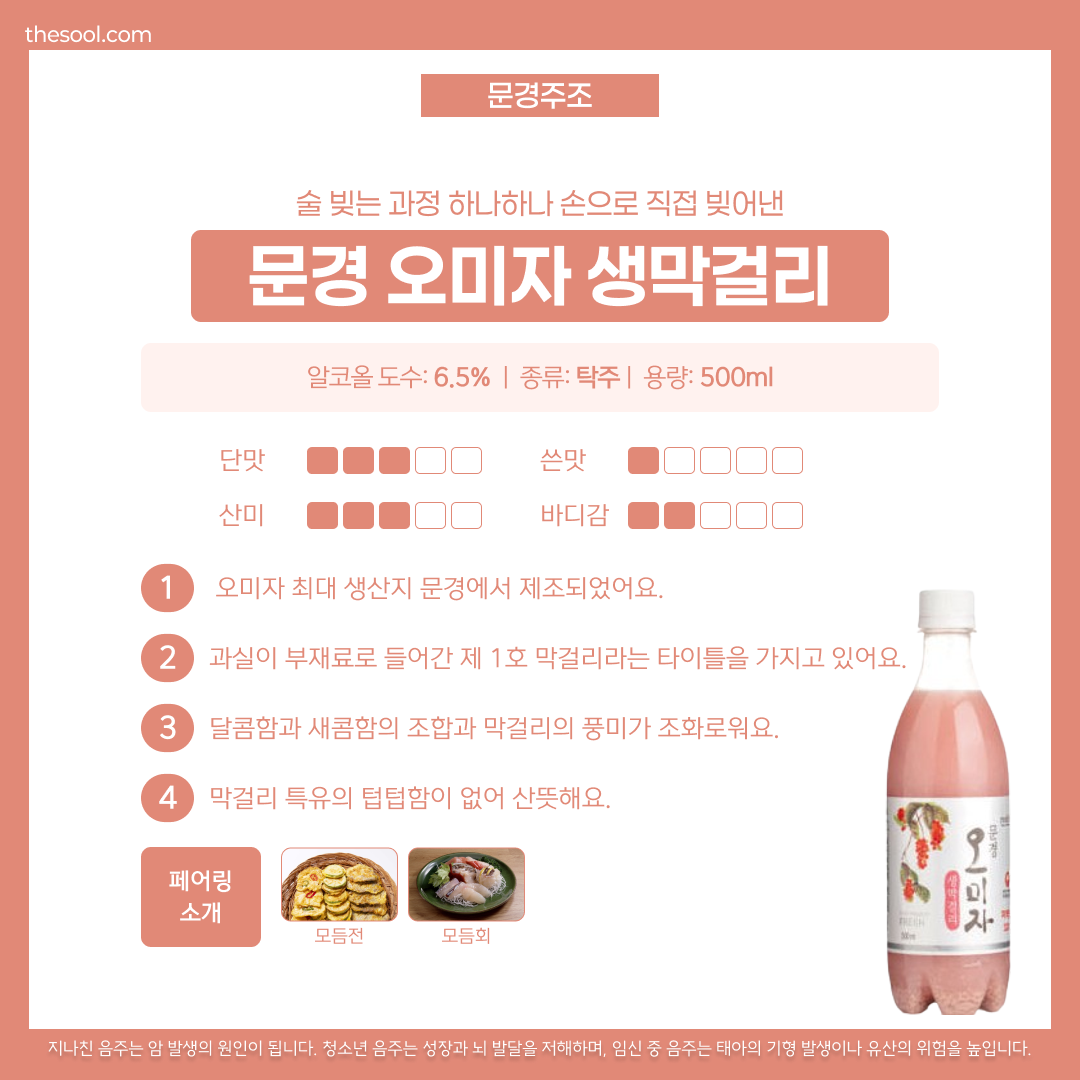 thesool.com
문경주조
술 빚는 과정 하나하나 손으로 직접 빚어낸
문경 오미자 생막걸리
알코올 도수: 6.5% | 종류: 탁주 | 용량: 500ml
단맛
쓴맛
산미
바디감
1 오미자 최대 생산지 문경에서 제조되었어요.
2 과실이 부재료로 들어간 제 1호 막걸리라는 타이틀을 가지고 있어요.
3 달콤함과 새콤함의 조합과 막걸리의 풍미가 조화로워요.
4 막걸리 특유의 텁텁함이 없어 산뜻해요.
페어링
소개
모듬전
모듬회
문경
오미자
생막걸리
지나친 음주는 암 발생의 원인이 됩니다. 청소년 음주는 성장과 뇌 발달을 저해하며, 임신 중 음주는 태아의 기형 발생이나 유산의 위험을 높입니다.